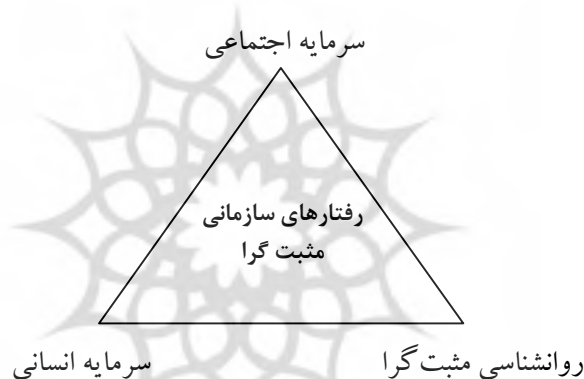 سرمایه اجتماعی
رفتارهای سازمانی
مثبت گرا
روانشناسی مثبت‌گرا
سرمایه انسانی